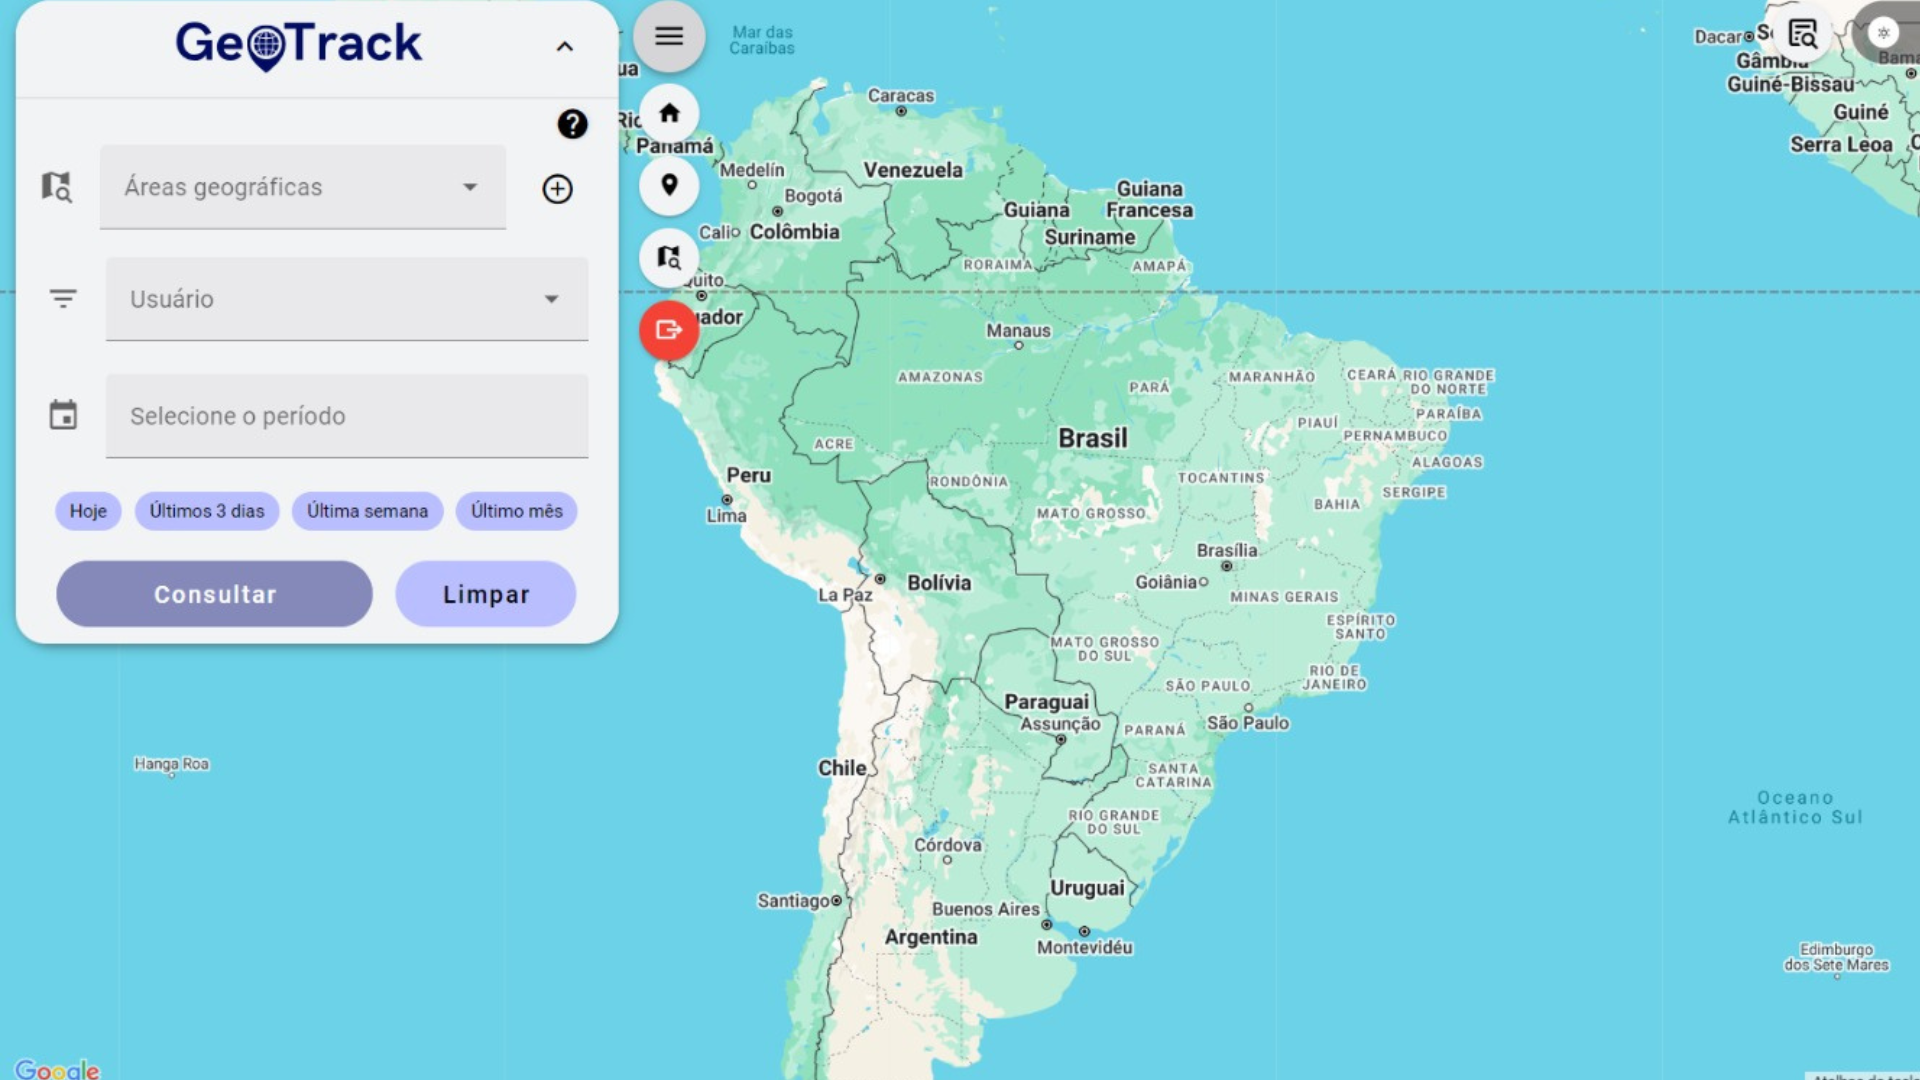 GeoTrack
Áreas geográficas
Usuário
Selecione o período
Hoje
Últimos 3 dias
Última semana
Último mês
Consultar
Limpar
Mar das
Caraíbas
Panamá
Caracas
Medelín
Venezuela
Bogotá
Cali
Colômbia
Guiana
Guiana
Francesa
Suriname
RORAIMA
AMAPÁ
Manaus
AMAZONAS
PARÁ
MARANHÃO
CEARÁ
RIO GRANDE
DO NORTE
PARAÍBA
PIAUÍ
PERNAMBUCO
ALAGOAS
SERGIPE
Brasil
ACRE
RONDÔNIA
TOCANTINS
BAHIA
MATO GROSSO
Peru
Lima
Brasília
Goiânia
MINAS GERAIS
Bolívia
La Paz
ESPÍRITO
SANTO
MATO GROSSO
DO SUL
RIO DE
JANEIRO
SÃO PAULO
São Paulo
Paraguai
Assunção
PARANÁ
SANTA
CATARINA
Chile
RIO GRANDE
DO SUL
Córdova
Uruguai
Santiago
Buenos Aires
Argentina
Montevidéu
Hanga Roa
Dacar
Gâmbia
Guiné-Bissau
Guiné
Serra Leoa
Oceano
Atlântico Sul
Edimburgo
dos Sete Mares
Google